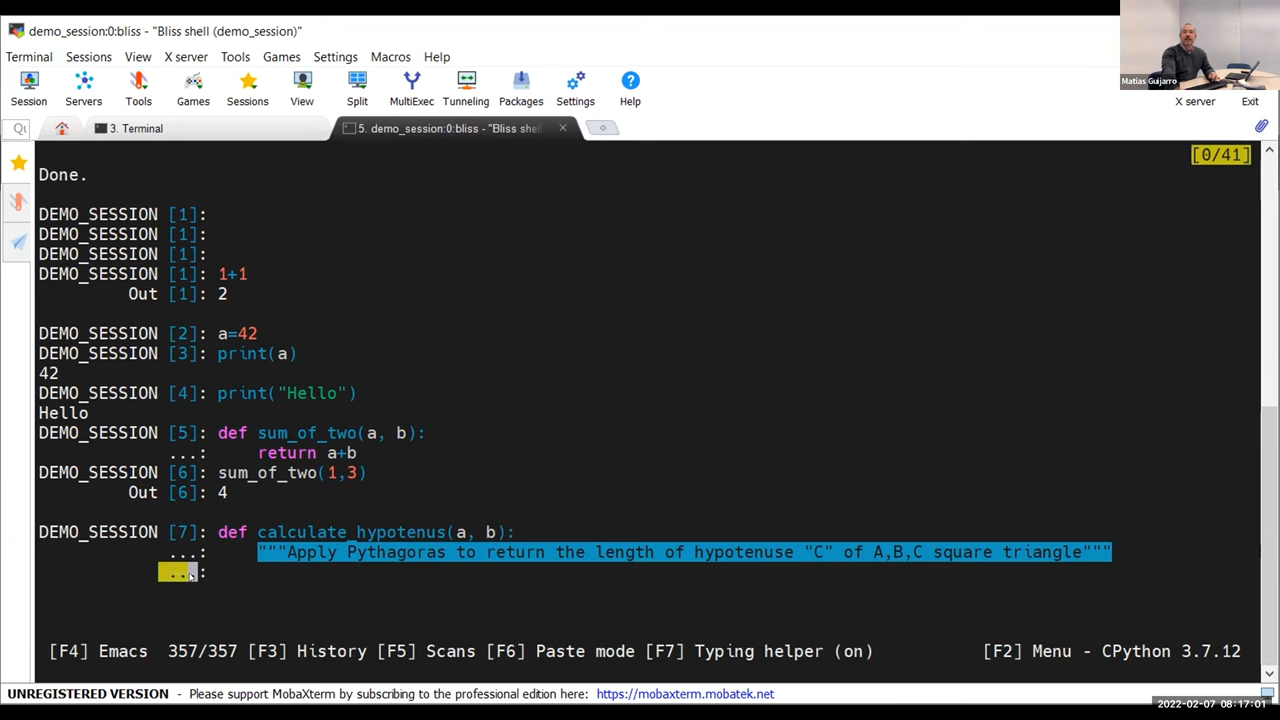 demo_session:0:bliss - "Bliss shell (demo_session)"
Terminal Sessions View X server Tools Games Settings Macros Help
Session Servers Tools Games Sessions View Split MultiExec Tunneling Packages Settings Help X server Exit
Matias Guijarro
3. Terminal
5. demo_session:0:bliss - "Bliss shel
[0/41]
Done.
DEMO_SESSION [1]:
DEMO_SESSION [1]:
DEMO_SESSION [1]:
DEMO_SESSION [1]: 1+1
Out [1]: 2
DEMO_SESSION [2]: a=42
DEMO_SESSION [3]: print(a)
42
DEMO_SESSION [4]: print("Hello")
Hello
DEMO_SESSION [5]: def sum_of_two(a, b):
...: return a+b
DEMO_SESSION [6]: sum_of_two(1,3)
Out [6]: 4
DEMO_SESSION [7]: def calculate_hypotenus(a, b):
...: """Apply Pythagoras to return the length of hypotenuse "C" of A,B,C square triangle"""
...:
[F4] Emacs 357/357 [F3] History [F5] Scans [F6] Paste mode [F7] Typing helper (on) [F2] Menu - CPython 3.7.12
UNREGISTERED VERSION - Please support MobaXterm by subscribing to the professional edition here: https://mobaxterm.mobatek.net
2022-02-07 08:17:01